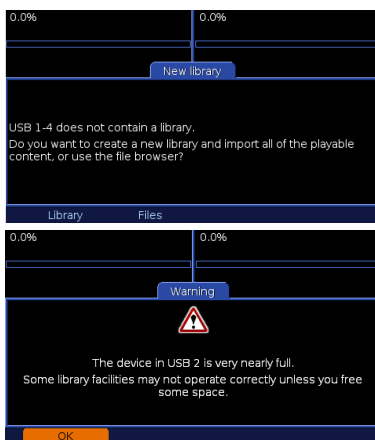 0.0% 0.0%
New library
USB 1-4 does not contain a library.
Do you want to create a new library and import all of the playable
content, or use the file browser?
Library Files
0.0% 0.0%
Warning
The device in USB 2 is very nearly full.
Some library facilities may not operate correctly unless you free
some space.
OK